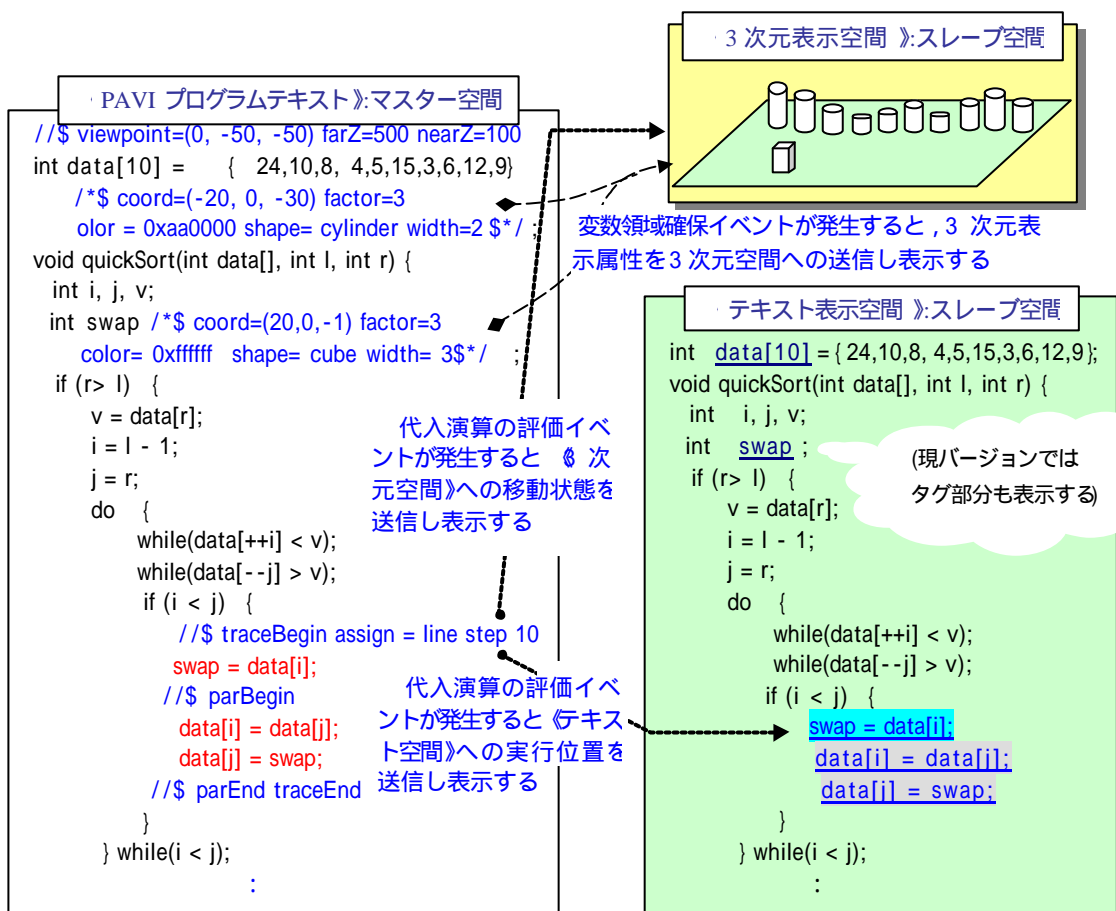 3 次元表示空間 》:スレーブ空間
PAVI プログラムテキスト》:マスター空間
//$ viewpoint=(0, -50, -50) farZ=500 nearZ=100
int data[10] = { 24,10,8, 4,5,15,3,6,12,9}
/*$ coord=(-20, 0, -30) factor=3
olor = 0xaa0000 shape= cylinder width=2 $*/ ;
void quickSort(int data[], int l, int r) {
int i, j, v;
int swap /*$ coord=(20,0,-1) factor=3
color= 0xffffff shape= cube width= 3$*/ ;
if (r> l) {
v = data[r];
i = l - 1;
j = r;
do {
while(data[++i] < v);
while(data[--j] > v);
if (i < j) {
//$ traceBegin assign = line step 10
swap = data[i];
//$ parBegin
data[i] = data[j];
data[j] = swap;
//$ parEnd traceEnd
}
} while(i < j);
:
変数領域確保イベントが発生すると , 3 次元表
示属性を3 次元空間への送信し表示する
代入演算の評価イベ
ントが発生すると 《3 次
元空間》への移動状態を
送信し表示する
代入演算の評価イベ
ントが発生すると《テキス
ト空間》への実行位置を
送信し表示する
テキスト表示空間 》:スレーブ空間
int data[10] = { 24,10,8, 4,5,15,3,6,12,9};
void quickSort(int data[], int l, int r) {
int i, j, v;
int swap ;
(現バージョンでは
タグ部分も表示する)
if (r> l) {
v = data[r];
i = l - 1;
j = r;
do {
while(data[++i] < v);
while(data[--j] > v);
if (i < j) {
swap = data[i];
data[i] = data[j];
data[j] = swap;
}
} while(i < j);
: